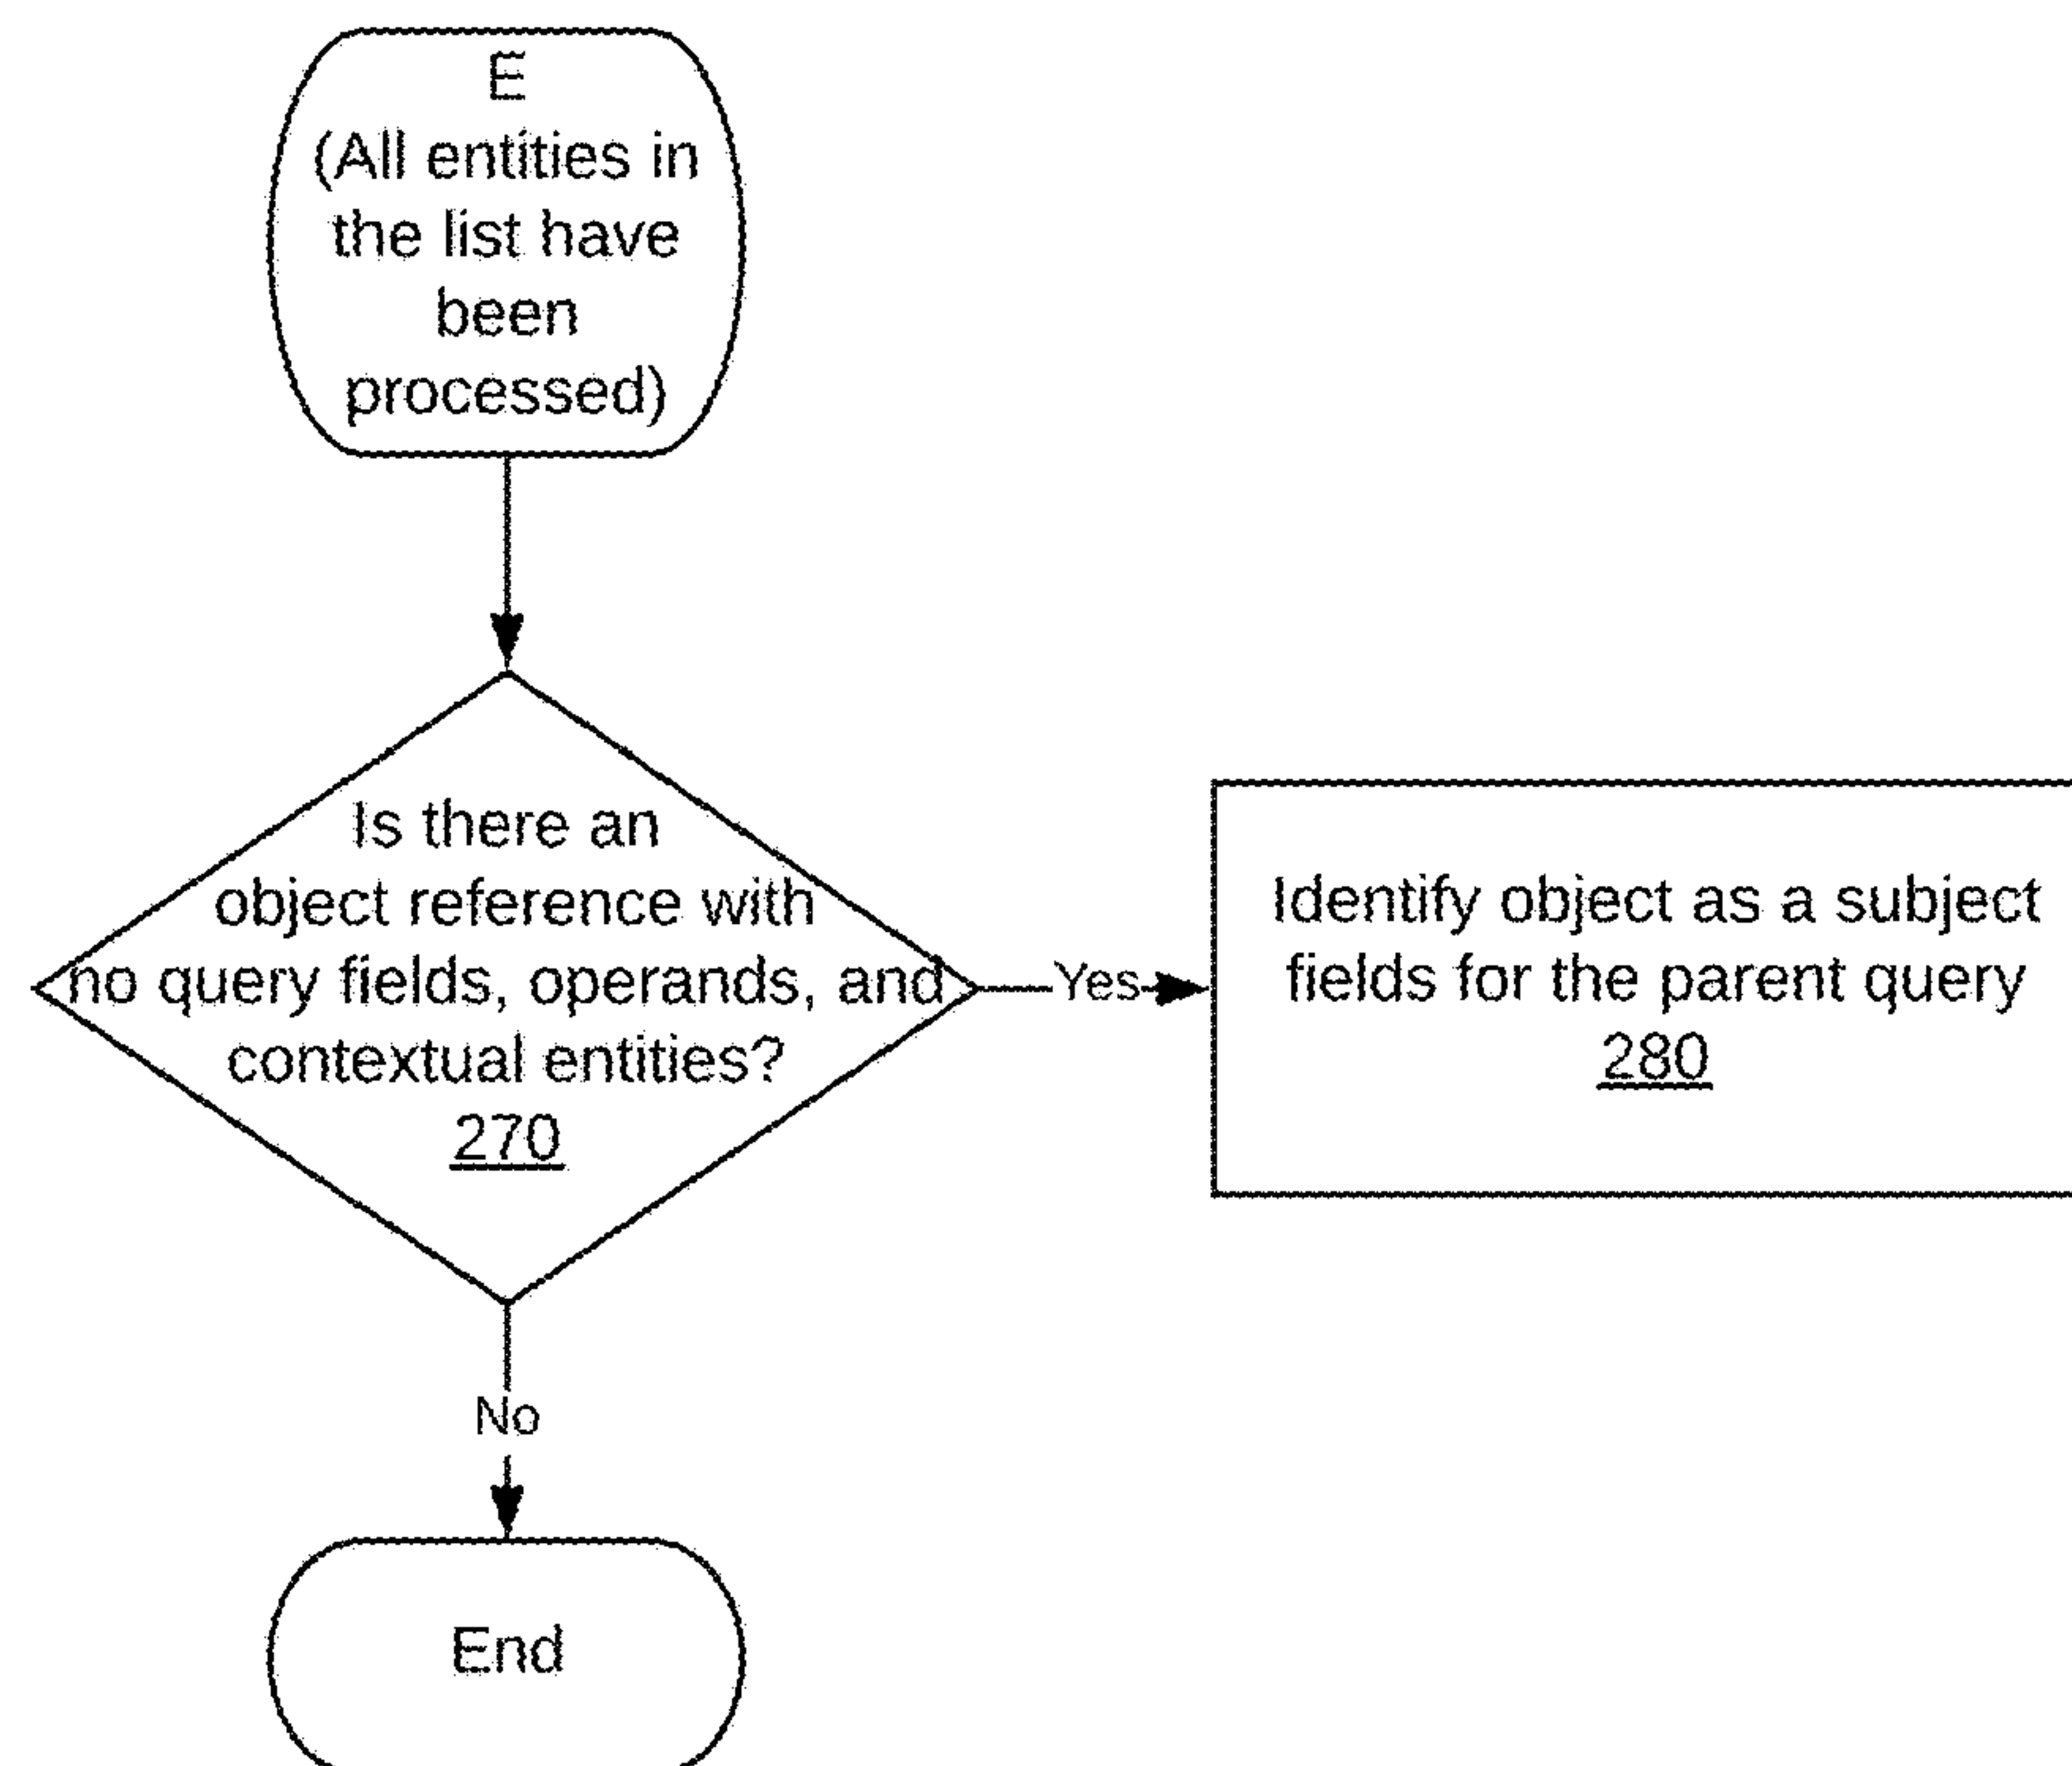 E
(All entities in
the list have
been
processed)
Is there an
object reference with
no query fields, operands, and
contextual entities?
270
Yes
Identify object as a subject
fields for the parent query
280
No
End